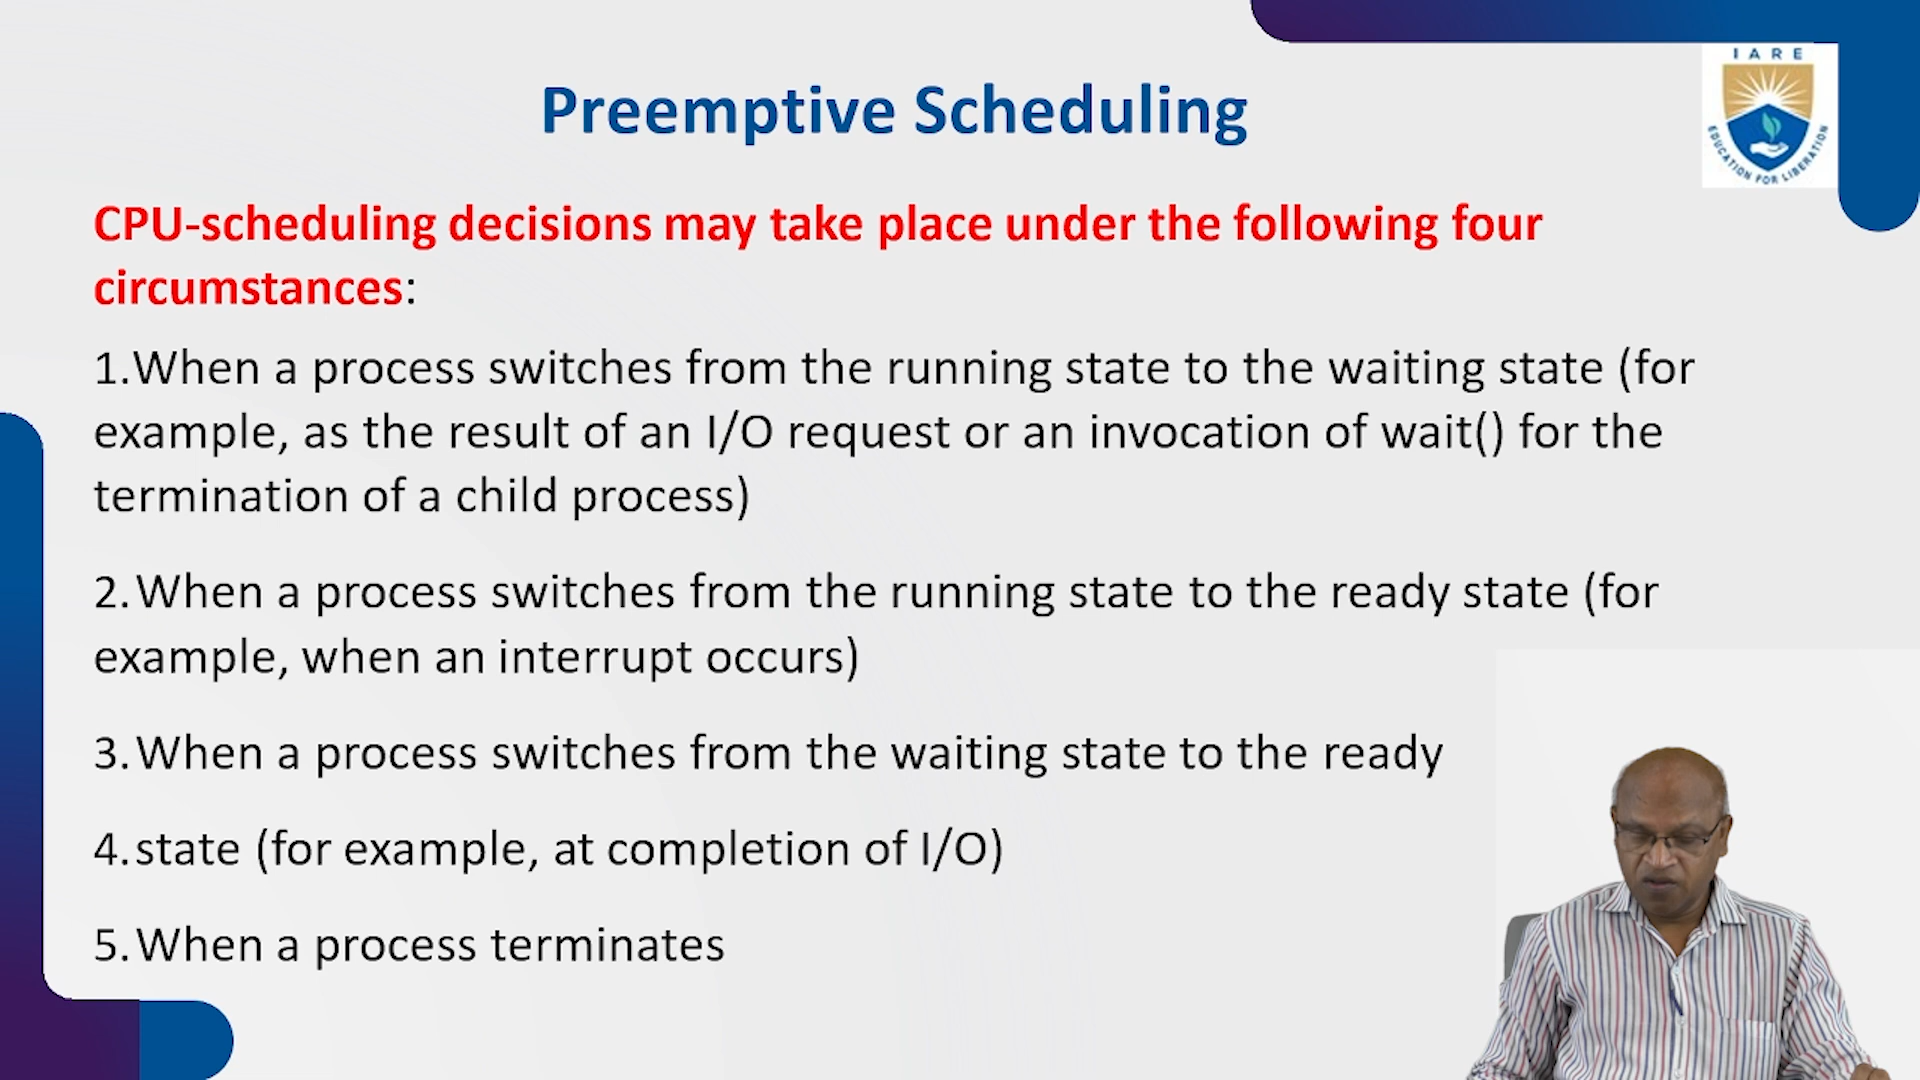 IARE
EDUCATION FOR LIBERATION
Preemptive Scheduling
CPU-scheduling decisions may take place under the following four
circumstances:
1.When a process switches from the running state to the waiting state (for
example, as the result of an I/O request or an invocation of wait() for the
termination of a child process)
2.When a process switches from the running state to the ready state (for
example, when an interrupt occurs)
3.When a process switches from the waiting state to the ready
4.state (for example, at completion of I/O)
5.When a process terminates